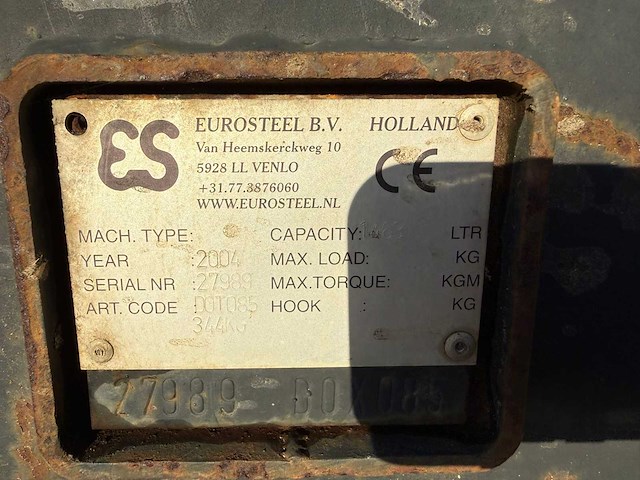 ES
EUROSTEEL B.V. HOLLAND
Van Heemskerckweg 10
5928 LL VENLO
+31.77.3876060
WWW.EUROSTEEL.NL
CE
MACH. TYPE: CAPACITY: LTR
YEAR :2004 MAX. LOAD: KG
SERIAL NR :27989 MAX.TORQUE: KGM
ART. CODE : HOOK : KG
344KG
27989